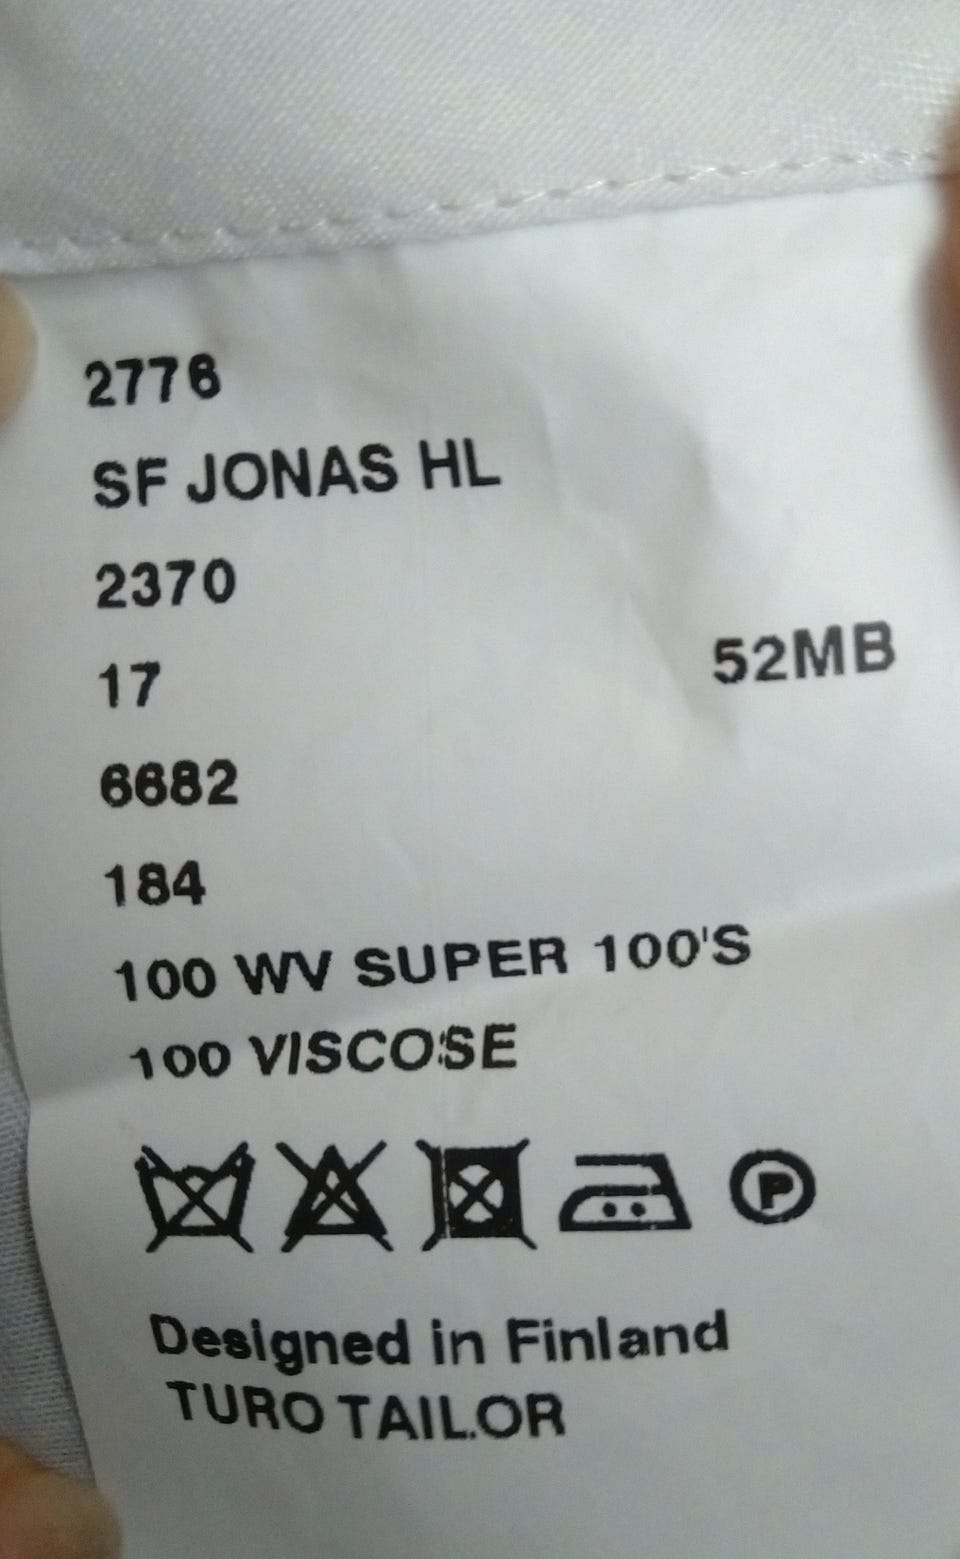 2776
SF JONAS HL
2370
17 52MB
6682
184
100 WV SUPER 100'S
100 VISCOSE
P
Designed in Finland
TURO TAILOR